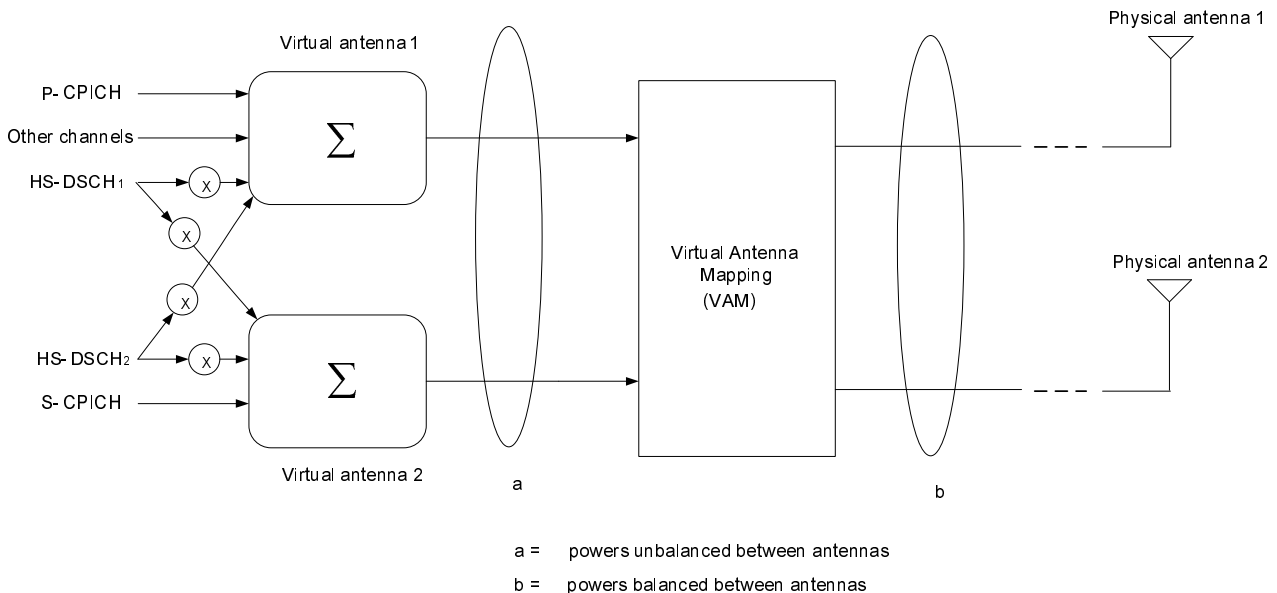 Physical antenna 1
Virtual antenna 1
P- CPICH
Other channels
HS- DSCH1
X
X
Σ
Virtual Antenna
Mapping
(VAM)
Physical antenna 2
X
HS- DSCH2
X
S- CPICH
Σ
Virtual antenna 2
a
b
a = powers unbalanced between antennas
b = powers balanced between antennas